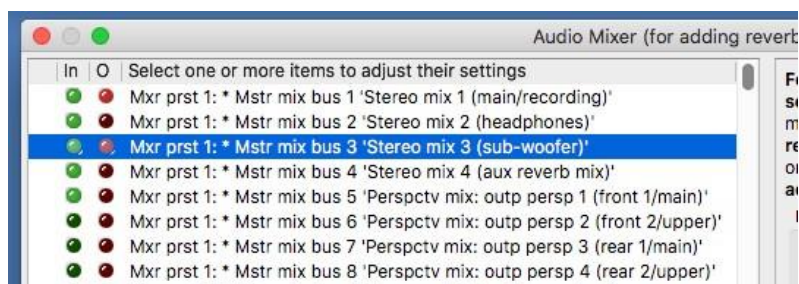 Audio Mixer (for adding reverb
In O Select one or more items to adjust their settings
Mxr prst 1: * Mstr mix bus 1 'Stereo mix 1 (main/recording)'
Mxr prst 1: * Mstr mix bus 2 'Stereo mix 2 (headphones)'
Mxr prst 1: * Mstr mix bus 3 'Stereo mix 3 (sub-woofer)'
Mxr prst 1: * Mstr mix bus 4 'Stereo mix 4 (aux reverb mix)'
Mxr prst 1: * Mstr mix bus 5 'Perspctv mix: outp persp 1 (front 1/main)'
Mxr prst 1: * Mstr mix bus 6 'Perspctv mix: outp persp 2 (front 2/upper)'
Mxr prst 1: * Mstr mix bus 7 'Perspctv mix: outp persp 3 (rear 1/main)'
Mxr prst 1: * Mstr mix bus 8 'Perspctv mix: outp persp 4 (rear 2/upper)'